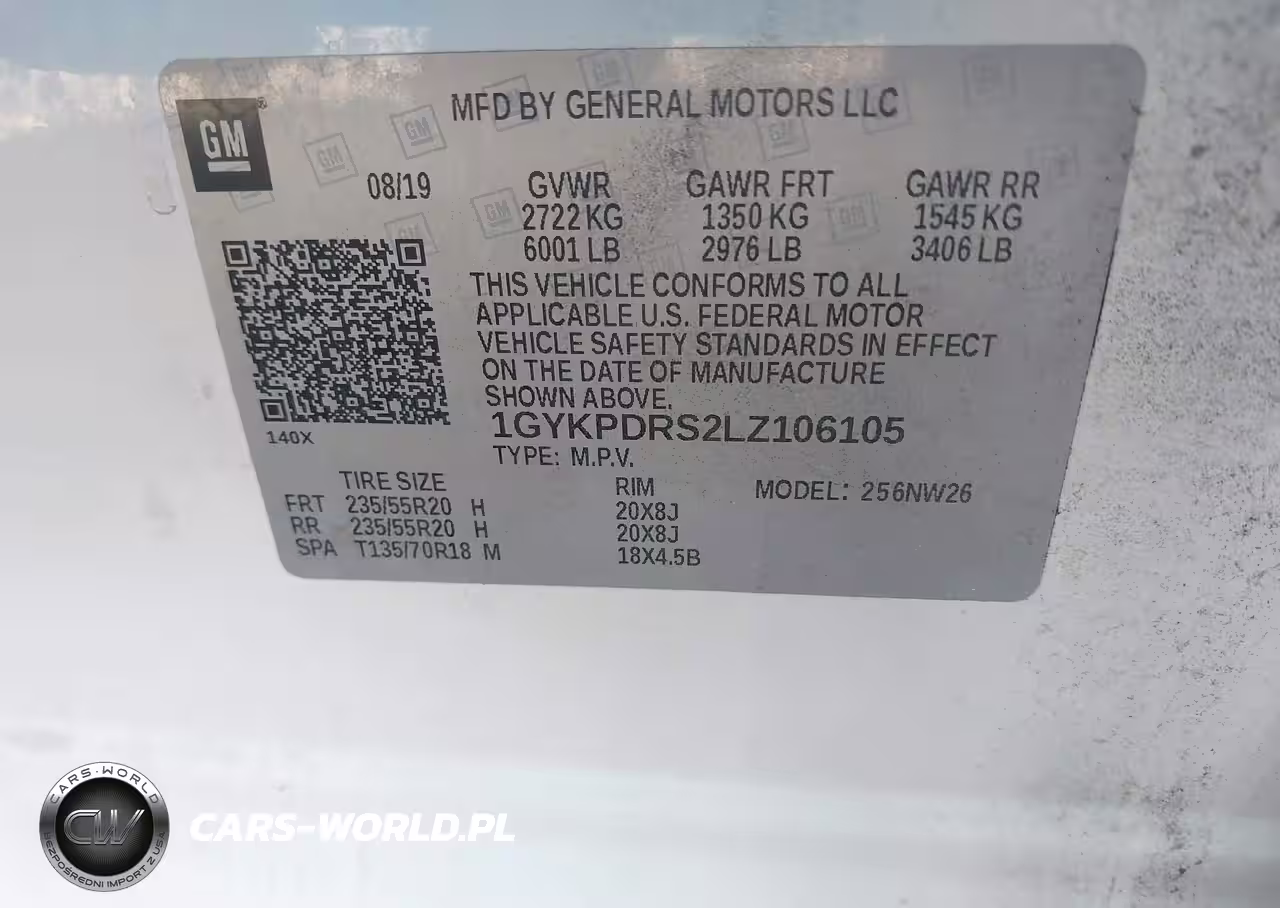 GM
MFD BY GENERAL MOTORS LLC
08/19
GVWR GAWR FRT GAWR RR
2722 KG 1350 KG 1545 KG
6001 LB 2976 LB 3406 LB
THIS VEHICLE CONFORMS TO ALL
APPLICABLE U.S. FEDERAL MOTOR
VEHICLE SAFETY STANDARDS IN EFFECT
ON THE DATE OF MANUFACTURE
SHOWN ABOVE.
1GYKPDRS2LZ106105
140X
TYPE: M.P.V.
TIRE SIZE RIM MODEL: 256NW26
FRT 235/55R20 H 20X8J
RR 235/55R20 H 20X8J
SPA T135/70R18 M 18X4.5B
CARS-WORLD
CW
BEZPOŚREDNI IMPORT Z USA
CARS-WORLD.PL